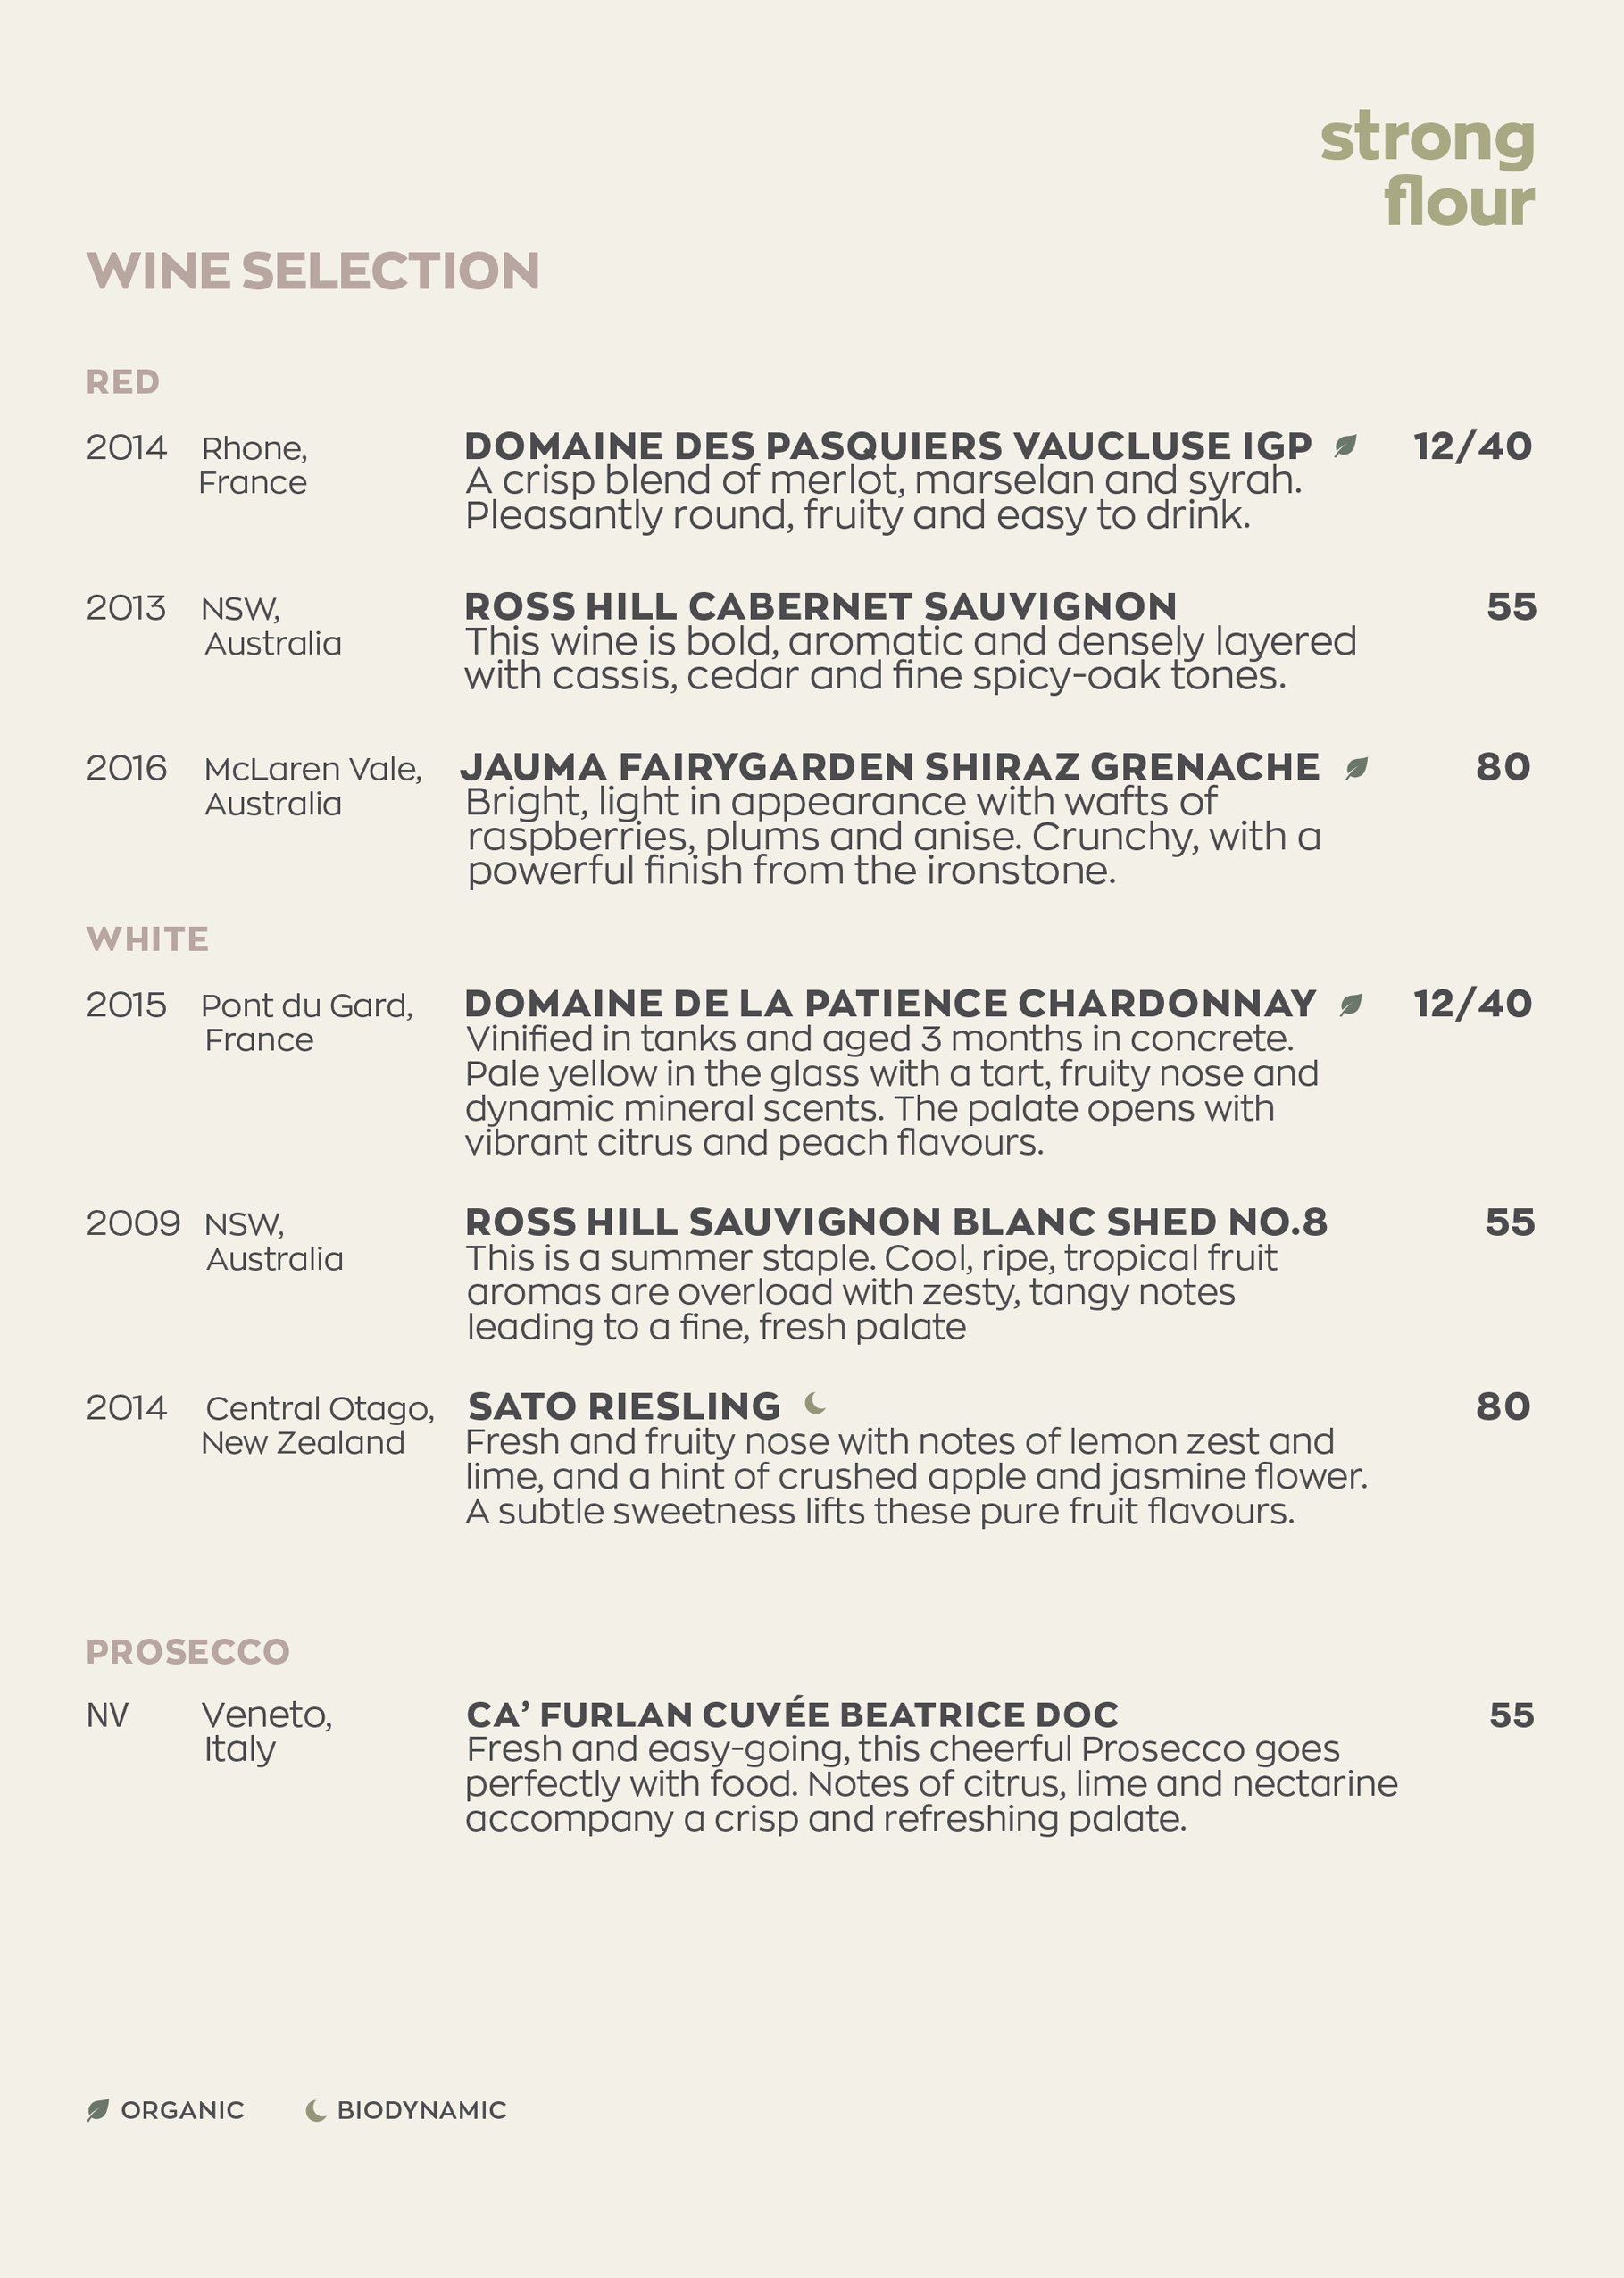 strong
flour
WINE SELECTION
RED
2014 Rhone, DOMAINE DES PASQUIERS VAUCLUSE IGP 12/40
France A crisp blend of merlot, marselan and syrah.
Pleasantly round, fruity and easy to drink.
2013 NSW, ROSS HILL CABERNET SAUVIGNON 55
Australia This wine is bold, aromatic and densely layered
with cassis, cedar and fine spicy-oak tones.
2016 McLaren Vale, JAUMA FAIRYGARDEN SHIRAZ GRENACHE 80
Australia Bright, light in appearance with wafts of
raspberries, plums and anise. Crunchy, with a
powerful finish from the ironstone.
WHITE
2015 Pont du Gard, DOMAINE DE LA PATIENCE CHARDONNAY 12/40
France Vinified in tanks and aged 3 months in concrete.
Pale yellow in the glass with a tart, fruity nose and
dynamic mineral scents. The palate opens with
vibrant citrus and peach flavours.
2009 NSW, ROSS HILL SAUVIGNON BLANC SHED NO.8 55
Australia This is a summer staple. Cool, ripe, tropical fruit
aromas are overload with zesty, tangy notes
leading to a fine, fresh palate
2014 Central Otago, SATO RIESLING 80
New Zealand Fresh and fruity nose with notes of lemon zest and
lime, and a hint of crushed apple and jasmine flower.
A subtle sweetness lifts these pure fruit flavours.
PROSECCO
NV Veneto, CA’ FURLAN CUVÉE BEATRICE DOC 55
Italy Fresh and easy-going, this cheerful Prosecco goes
perfectly with food. Notes of citrus, lime and nectarine
accompany a crisp and refreshing palate.
ORGANIC BIODYNAMIC